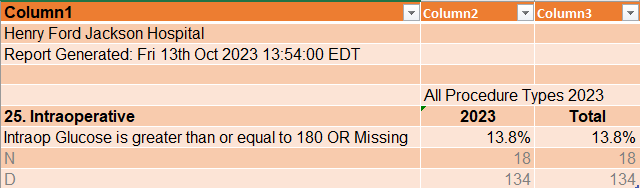 Column1 Column2 Column3
Henry Ford Jackson Hospital
Report Generated: Fri 13th Oct 2023 13:54:00 EDT
All Procedure Types 2023
25. Intraoperative 2023 Total
Intraop Glucose is greater than or equal to 180 OR Missing 13.8% 13.8%
N 18 18
D 134 134